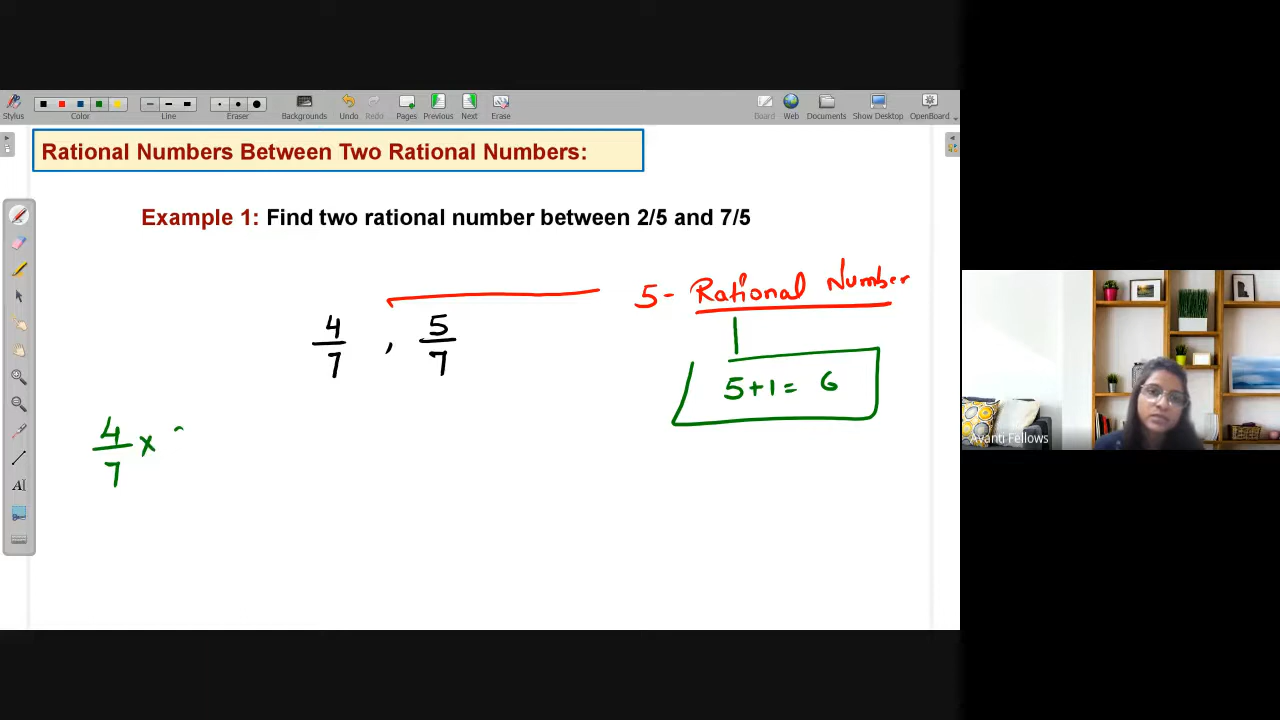 Stylus
Color
Line
Eraser
Backgrounds
Undo
Redo
Pages
Previous
Next
Erase
Board
Web
Documents
Show Desktop
OpenBoard
Rational Numbers Between Two Rational Numbers:
Example 1: Find two rational number between 2/5 and 7/5
5- Rational Number
4/7 , 5/7
5+1= 6
4/7 x
Avanti Fellows